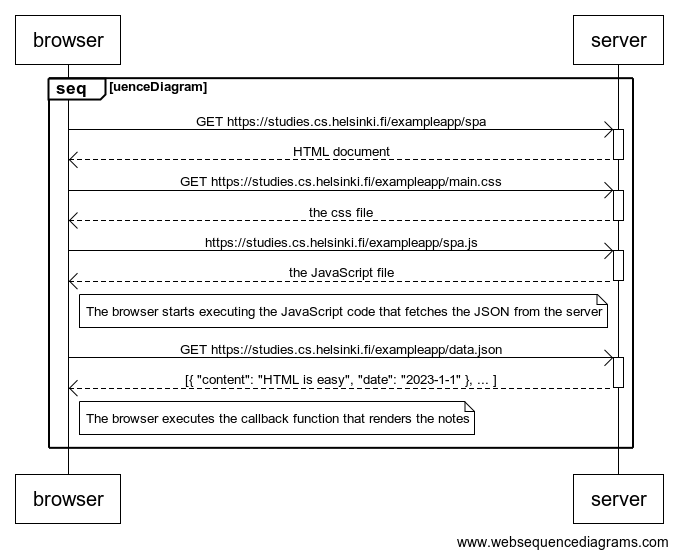 browser
server
seq [uenceDiagram]
GET https://studies.cs.helsinki.fi/exampleapp/spa
HTML document
GET https://studies.cs.helsinki.fi/exampleapp/main.css
the css file
https://studies.cs.helsinki.fi/exampleapp/spa.js
the JavaScript file
The browser starts executing the JavaScript code that fetches the JSON from the server
GET https://studies.cs.helsinki.fi/exampleapp/data.json
[{ "content": "HTML is easy", "date": "2023-1-1" }, ... ]
The browser executes the callback function that renders the notes
browser
server
www.websequencediagrams.com